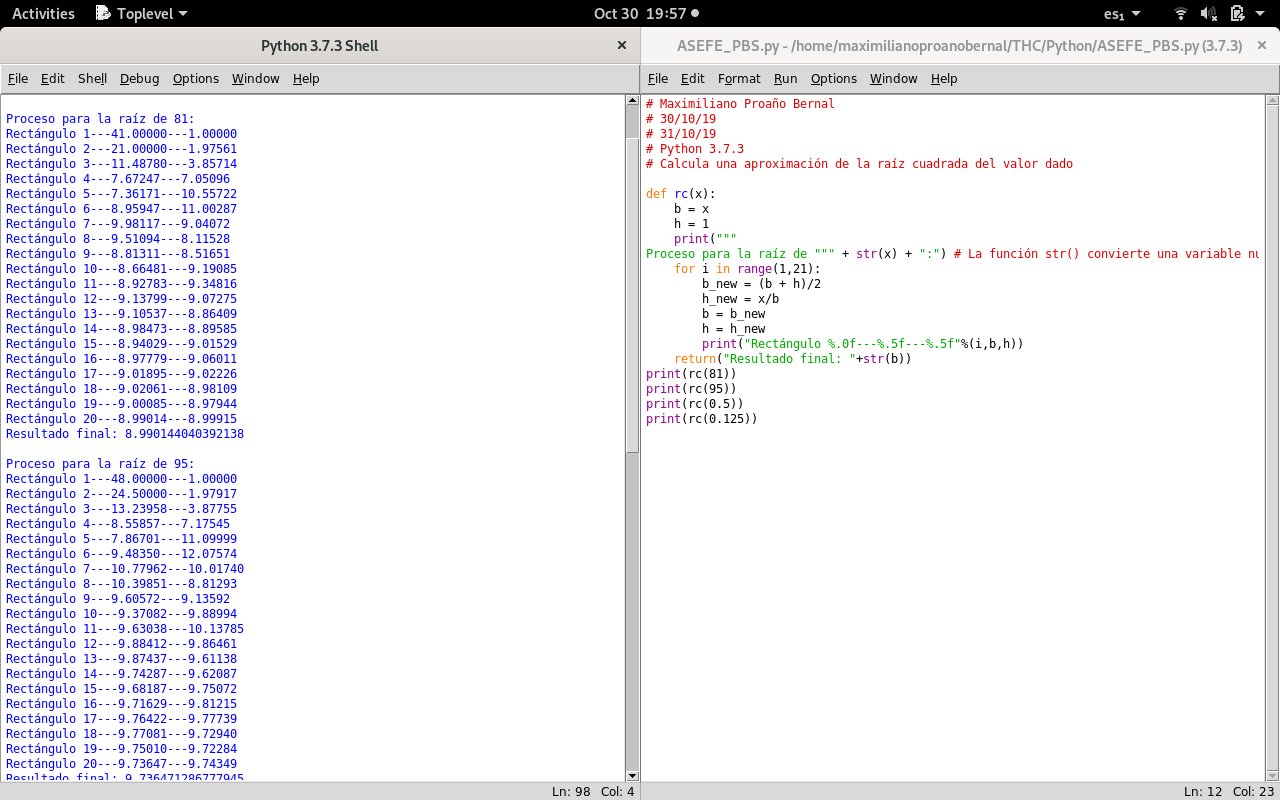 Activities Toplevel Oct 30 19:57 es₁
Python 3.7.3 Shell
File Edit Shell Debug Options Window Help
Proceso para la raíz de 81:
Rectángulo 1---41.00000---1.00000
Rectángulo 2---21.00000---1.97561
Rectángulo 3---11.48780---3.85714
Rectángulo 4---7.67247---7.05096
Rectángulo 5---7.36171---10.55722
Rectángulo 6---8.95947---11.00287
Rectángulo 7---9.98117---9.04072
Rectángulo 8---9.51094---8.11528
Rectángulo 9---8.81311---8.51651
Rectángulo 10---8.66481---9.19085
Rectángulo 11---8.92783---9.34816
Rectángulo 12---9.13799---9.07275
Rectángulo 13---9.10537---8.86409
Rectángulo 14---8.98473---8.89585
Rectángulo 15---8.94029---9.01529
Rectángulo 16---8.97779---9.06011
Rectángulo 17---9.01895---9.02226
Rectángulo 18---9.02061---8.98109
Rectángulo 19---9.00085---8.97944
Rectángulo 20---8.99014---8.99915
Resultado final: 8.990144040392138
Proceso para la raíz de 95:
Rectángulo 1---48.00000---1.00000
Rectángulo 2---24.50000---1.97917
Rectángulo 3---13.23958---3.87755
Rectángulo 4---8.55857---7.17545
Rectángulo 5---7.86701---11.09999
Rectángulo 6---9.48350---12.07574
Rectángulo 7---10.77962---10.01740
Rectángulo 8---10.39851---8.81293
Rectángulo 9---9.60572---9.13592
Rectángulo 10---9.37082---9.88994
Rectángulo 11---9.63038---10.13785
Rectángulo 12---9.88412---9.86461
Rectángulo 13---9.87437---9.61138
Rectángulo 14---9.74287---9.62087
Rectángulo 15---9.68187---9.75072
Rectángulo 16---9.71629---9.81215
Rectángulo 17---9.76422---9.77739
Rectángulo 18---9.77081---9.72940
Rectángulo 19---9.75010---9.72284
Rectángulo 20---9.73647---9.74349
Resultado final: 9.736471286777945
Ln: 98 Col: 4
ASEFE_PBS.py - /home/maximilianoproanobernal/THC/Python/ASEFE_PBS.py (3.7.3)
File Edit Format Run Options Window Help
# Maximiliano Proaño Bernal
# 30/10/19
# 31/10/19
# Python 3.7.3
# Calcula una aproximación de la raíz cuadrada del valor dado
def rc(x):
    b = x
    h = 1
    print("""
Proceso para la raíz de """ + str(x) + ":") # La función str() convierte una variable nu
    for i in range(1,21):
        b_new = (b + h)/2
        h_new = x/b
        b = b_new
        h = h_new
        print("Rectángulo %.0f---%.5f---%.5f"%(i,b,h))
    return("Resultado final: "+str(b))
print(rc(81))
print(rc(95))
print(rc(0.5))
print(rc(0.125))
Ln: 12 Col: 23